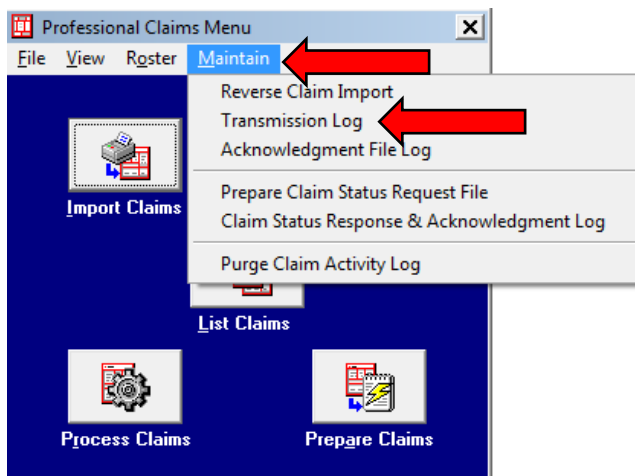 Professional Claims Menu
File View Roster Maintain
Reverse Claim Import
Transmission Log
Acknowledgment File Log
Prepare Claim Status Request File
Claim Status Response & Acknowledgment Log
Purge Claim Activity Log
Import Claims
List Claims
Process Claims Prepare Claims